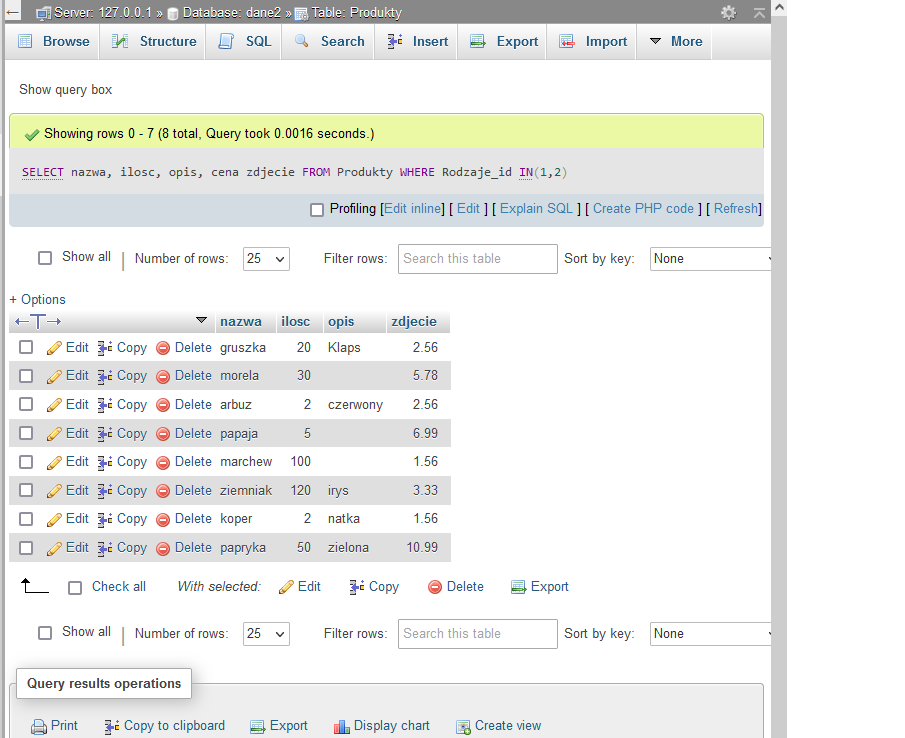 Server: 127.0.0.1 » Database: dane2 » Table: Produkty
Browse Structure SQL Search Insert Export Import More
Show query box
Showing rows 0 - 7 (8 total, Query took 0.0016 seconds.)
SELECT nazwa, ilosc, opis, cena zdjecie FROM Produkty WHERE Rodzaje_id IN(1,2)
Profiling [Edit inline] [ Edit ] [ Explain SQL ] [ Create PHP code ] [ Refresh]
Show all | Number of rows: 25 Filter rows: Search this table Sort by key: None
+ Options
←T→ nazwa ilosc opis zdjecie
Edit Copy Delete gruszka 20 Klaps 2.56
Edit Copy Delete morela 30 5.78
Edit Copy Delete arbuz 2 czerwony 2.56
Edit Copy Delete papaja 5 6.99
Edit Copy Delete marchew 100 1.56
Edit Copy Delete ziemniak 120 irys 3.33
Edit Copy Delete koper 2 natka 1.56
Edit Copy Delete papryka 50 zielona 10.99
Check all With selected: Edit Copy Delete Export
Show all | Number of rows: 25 Filter rows: Search this table Sort by key: None
Query results operations
Print Copy to clipboard Export Display chart Create view